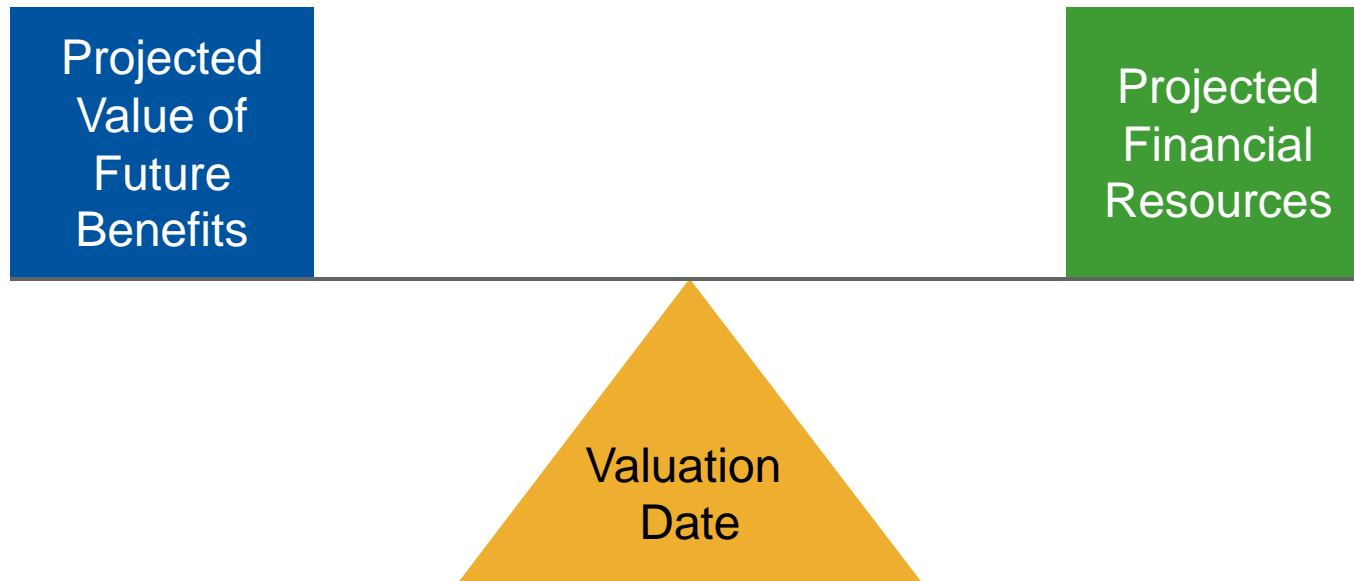 Projected
Value of
Future
Benefits
Projected
Financial
Resources
Valuation
Date